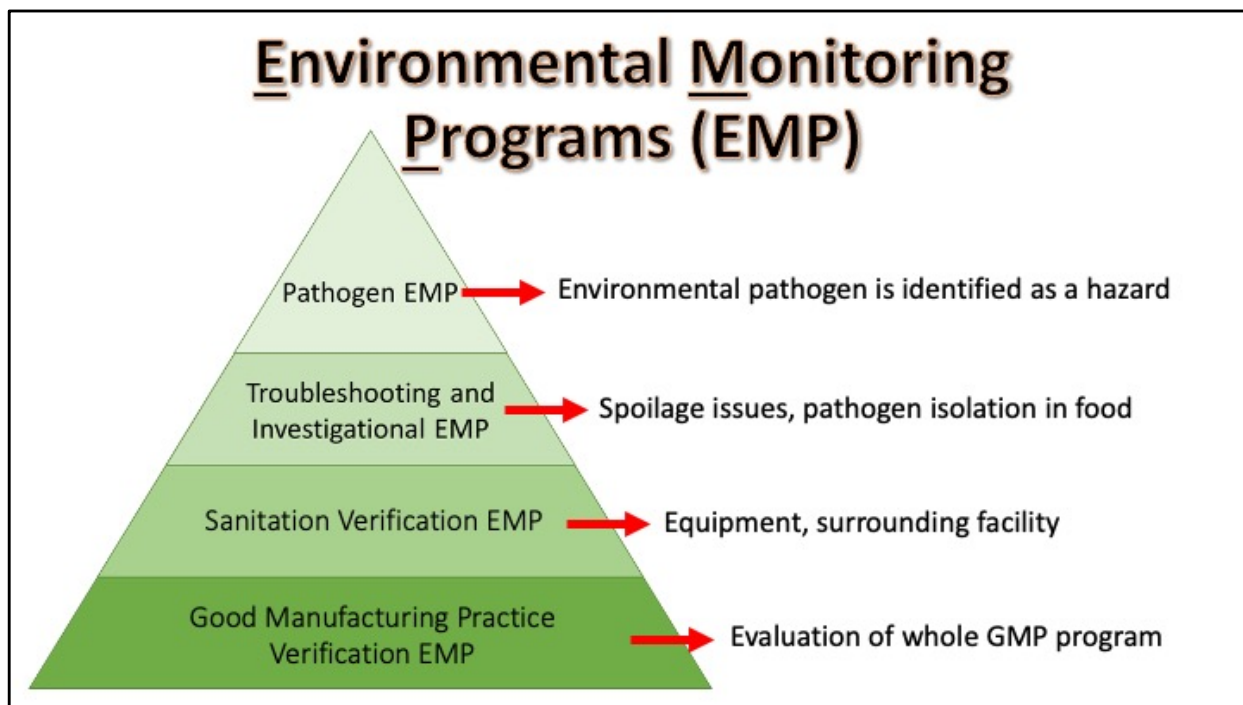 Environmental Monitoring
Programs (EMP)
Pathogen EMP
Environmental pathogen is identified as a hazard
Troubleshooting and
Investigational EMP
Spoilage issues, pathogen isolation in food
Sanitation Verification EMP
Equipment, surrounding facility
Good Manufacturing Practice
Verification EMP
Evaluation of whole GMP program